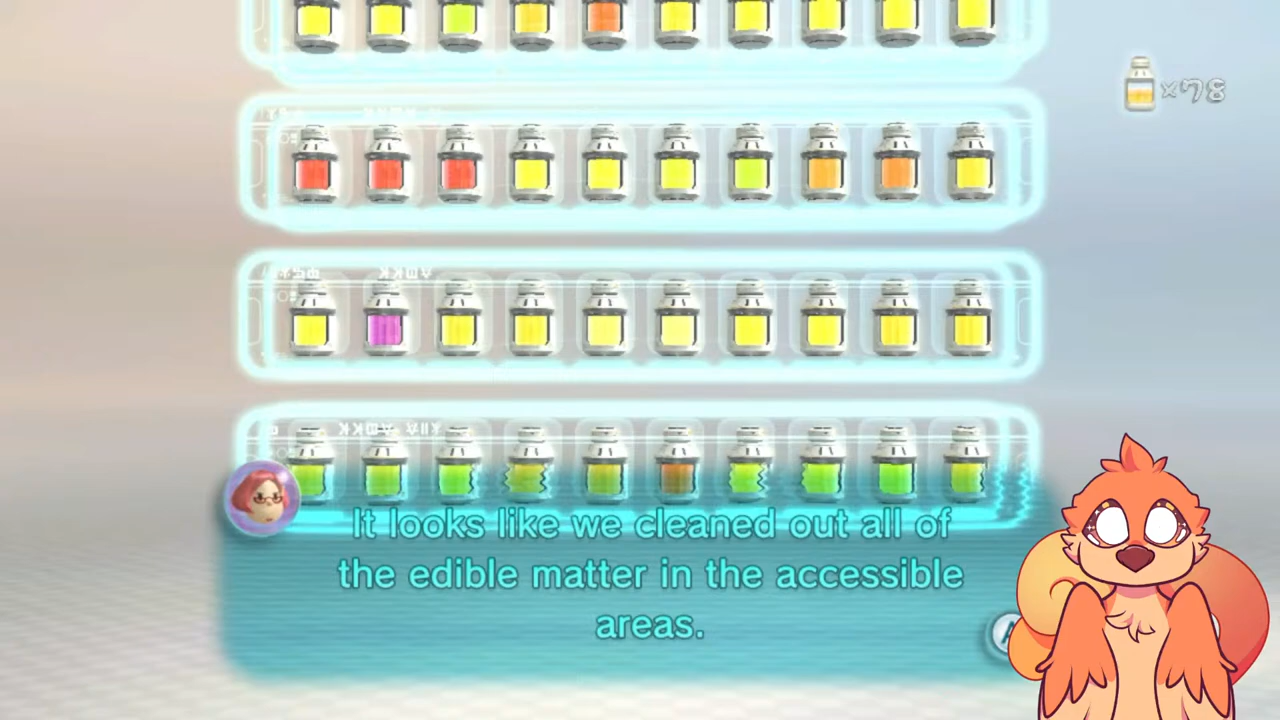 ×78
It looks like we cleaned out all of
the edible matter in the accessible
areas.
A